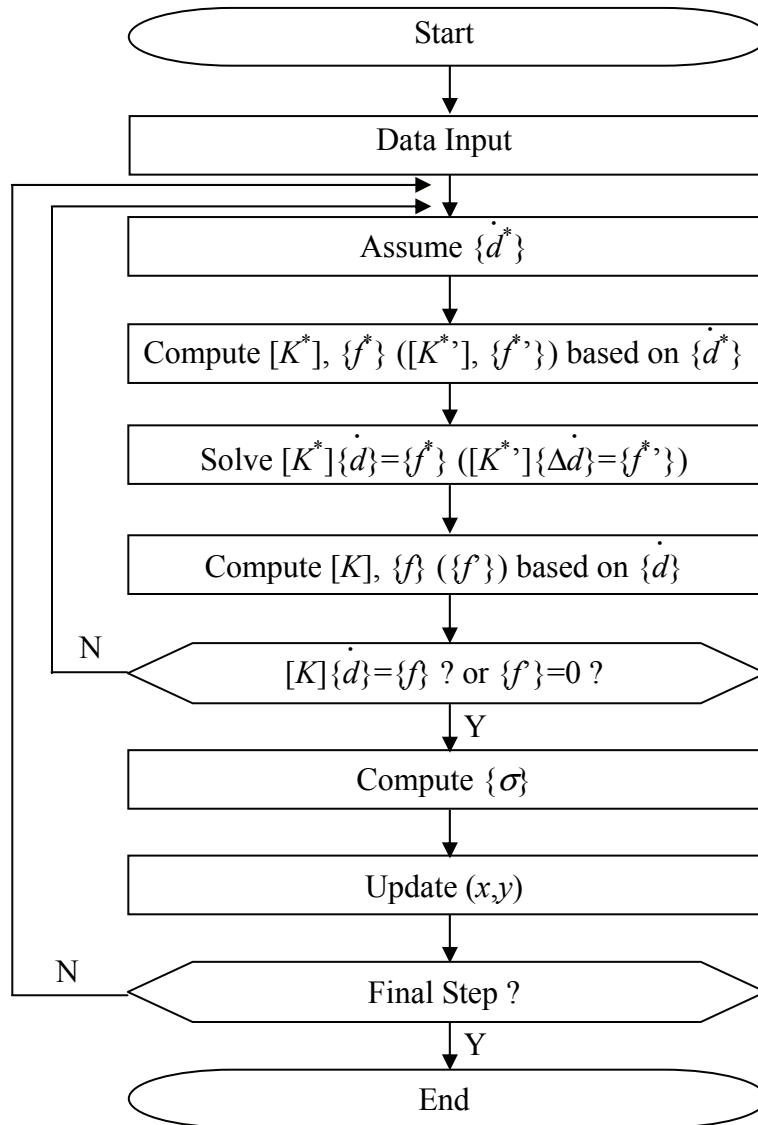 Start
Data Input
Assume {ḋ*}
Compute [K*], {f*} ([K*'], {f*'}) based on {ḋ*}
Solve [K*]{ḋ}={f*} ([K*']{Δḋ}={f*'})
Compute [K], {f} ({f'}) based on {ḋ}
N
[K]{ḋ}={f} ? or {f'}=0 ?
Y
Compute {σ}
Update (x,y)
N
Final Step ?
Y
End